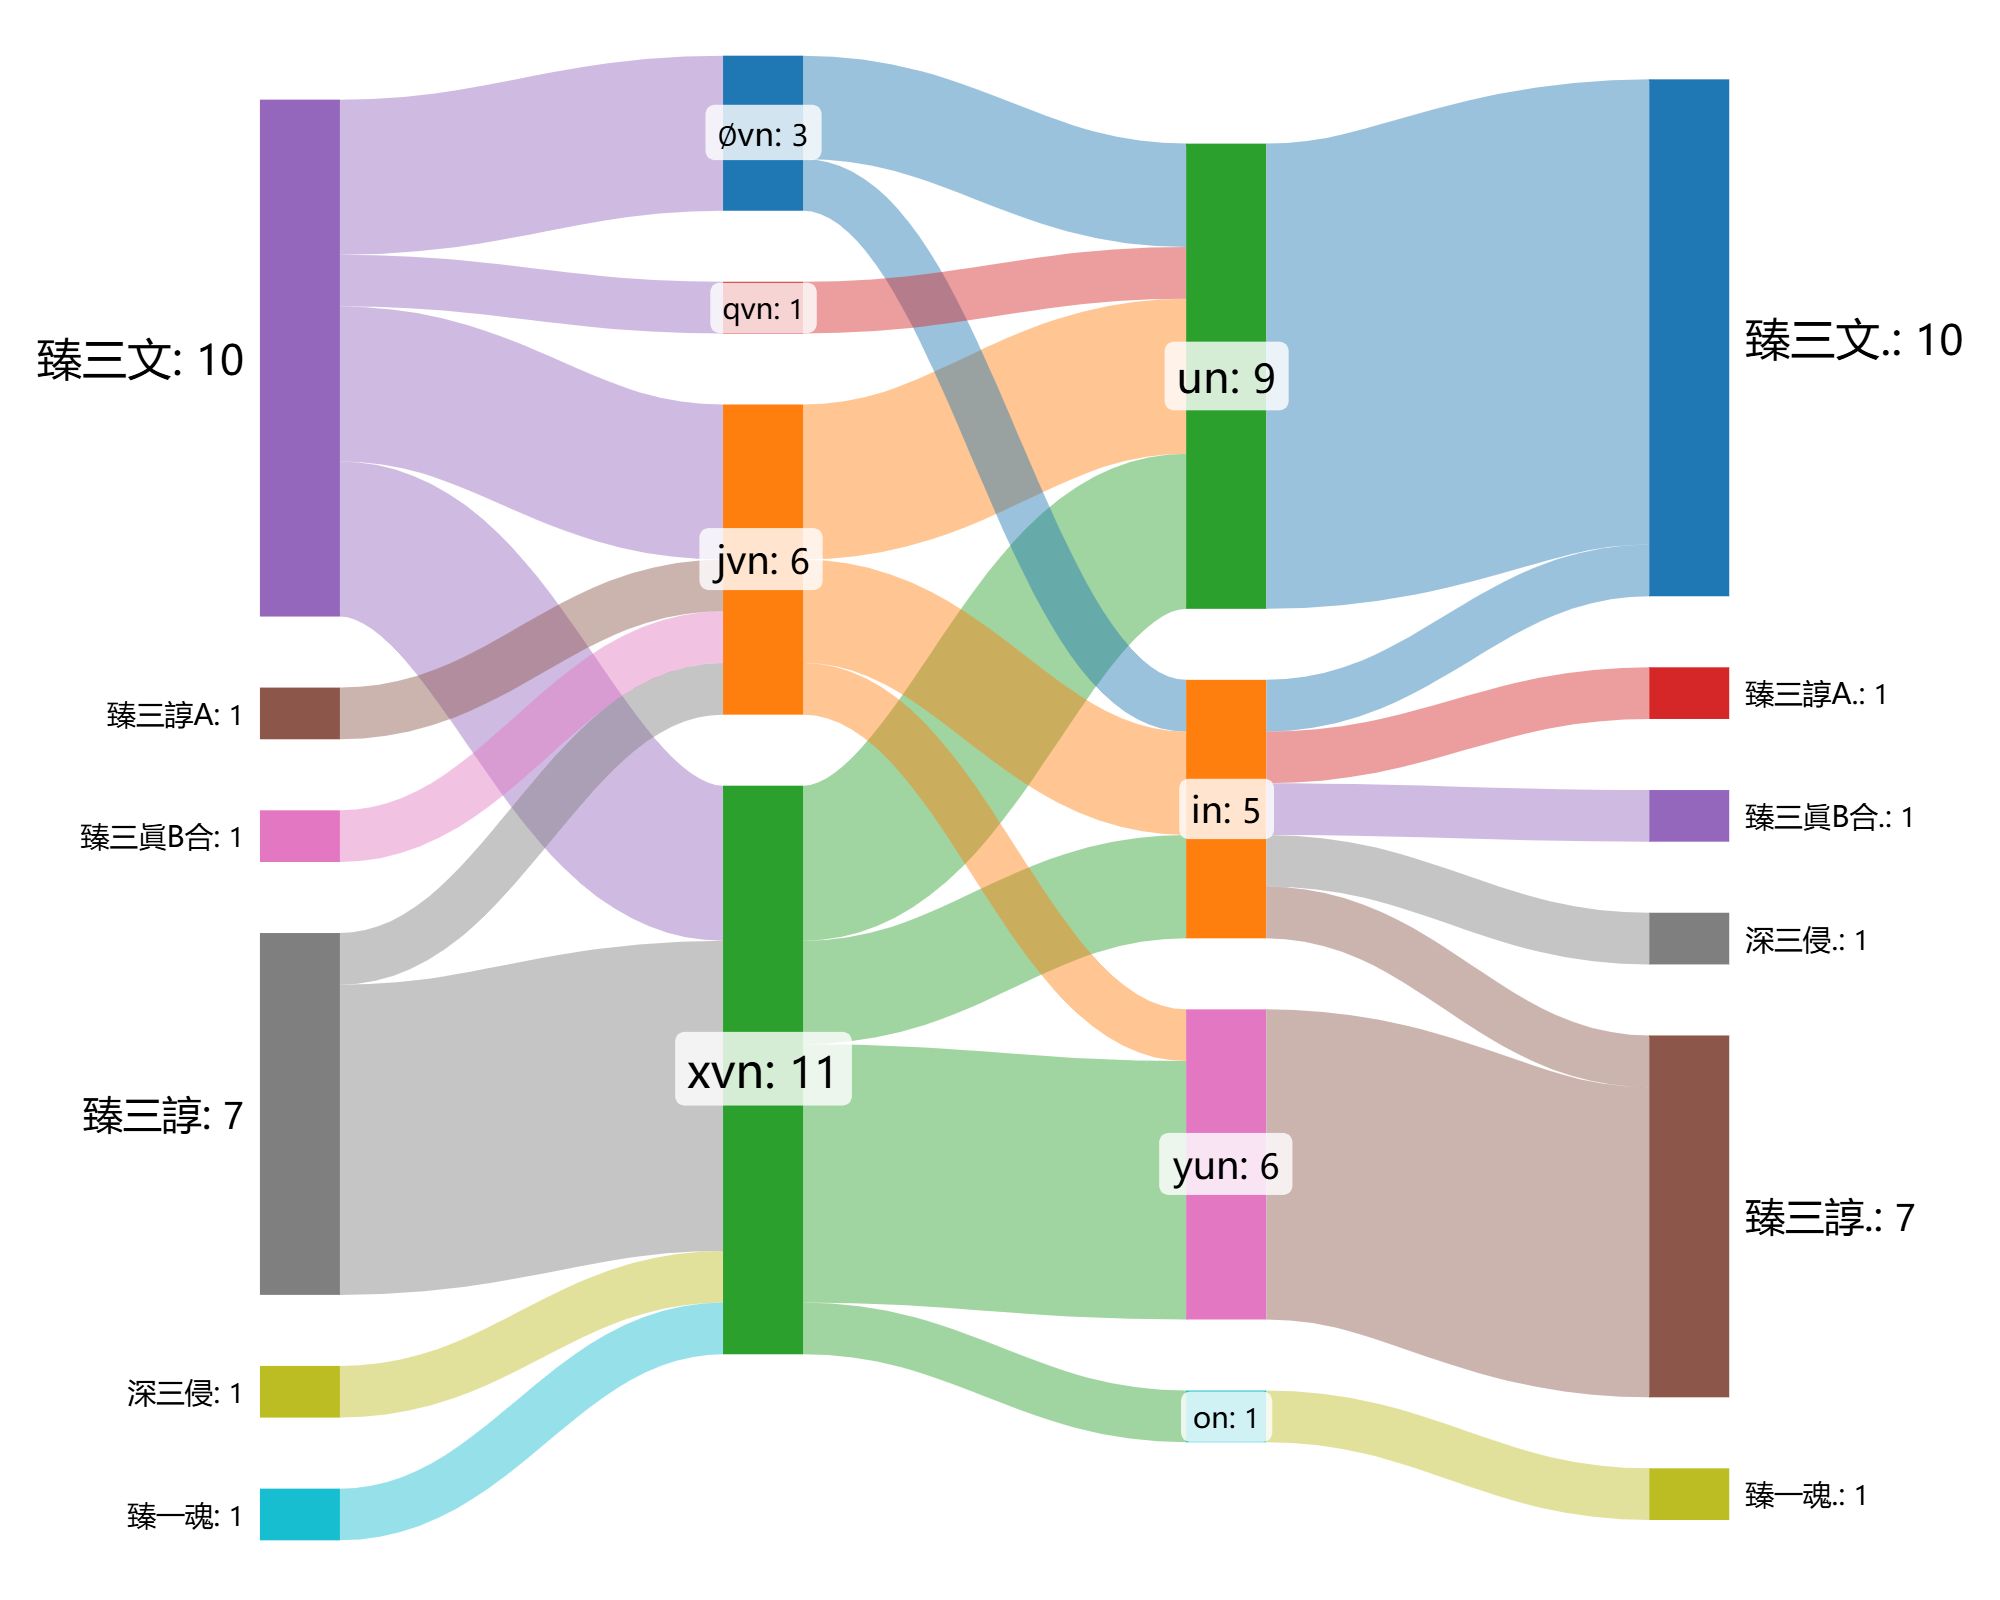 臻三文: 10
臻三諄A: 1
臻三眞B合: 1
臻三諄: 7
深三侵: 1
臻一魂: 1
Øvn: 3
qvn: 1
jvn: 6
xvn: 11
un: 9
in: 5
yun: 6
on: 1
臻三文.: 10
臻三諄A.: 1
臻三眞B合.: 1
深三侵.: 1
臻三諄.: 7
臻一魂.: 1